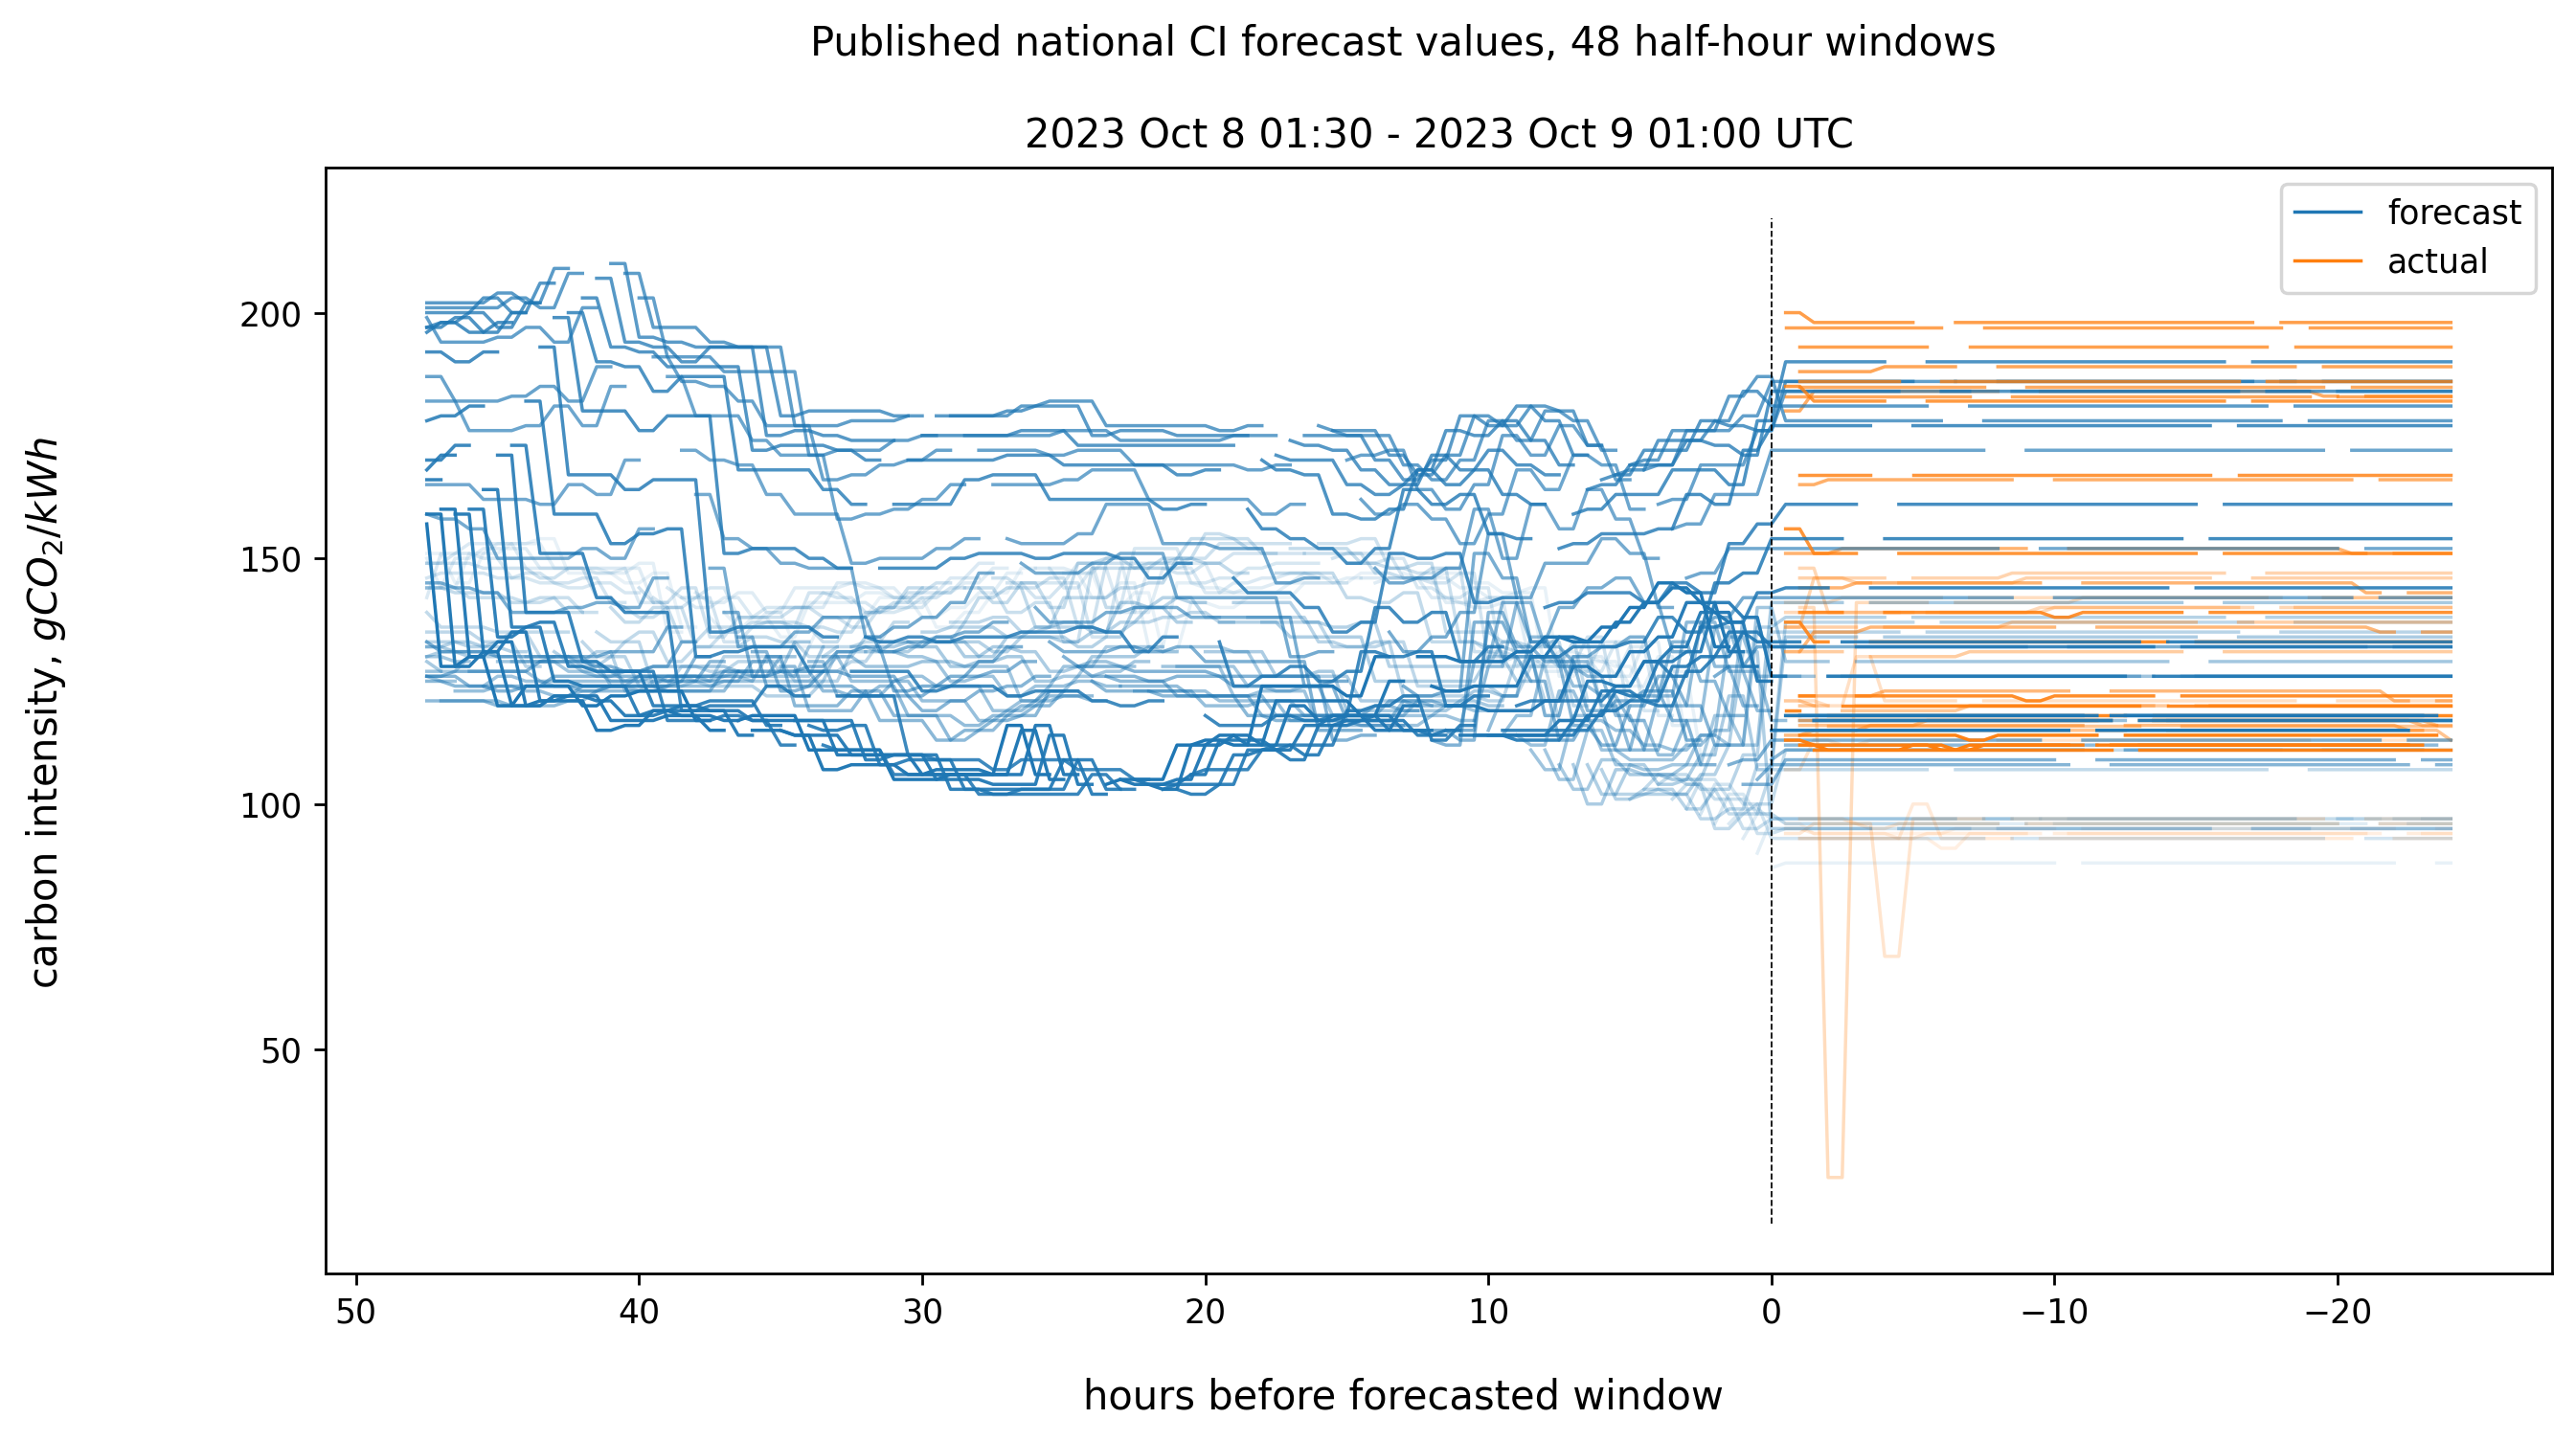 Published national CI forecast values, 48 half-hour windows
2023 Oct 8 01:30 - 2023 Oct 9 01:00 UTC
forecast
actual
200
150
100
50
carbon intensity, gCO₂/kWh
50 40 30 20 10 0 −10 −20
hours before forecasted window